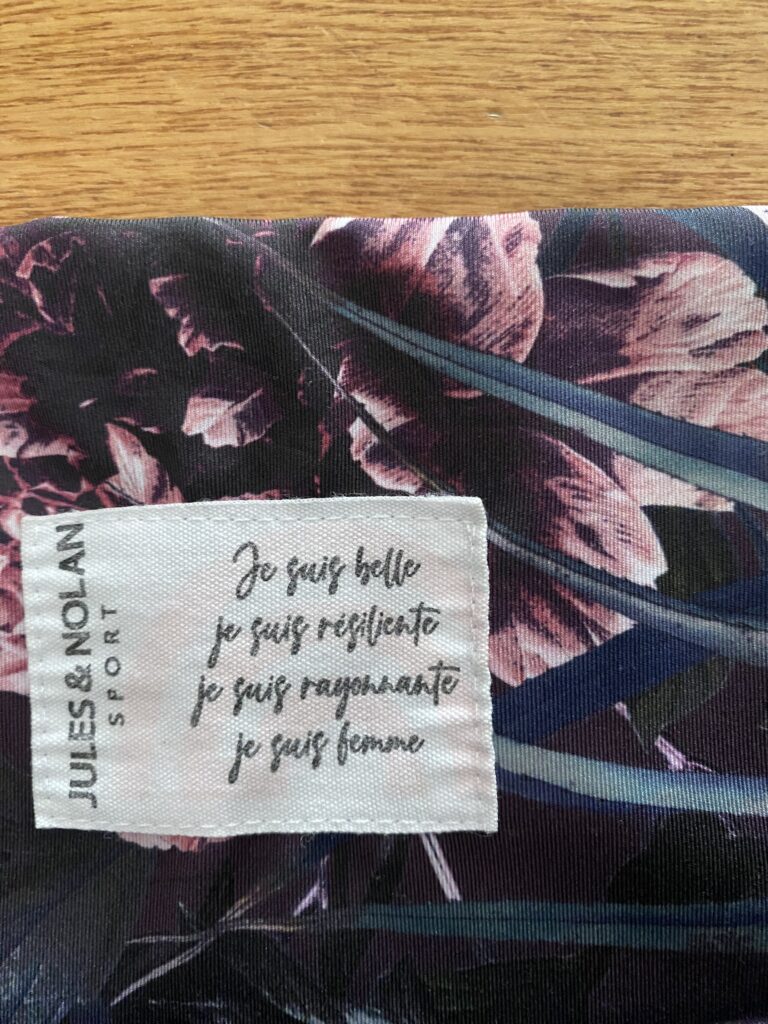 JULES & NOLAN
SPORT
Je suis belle
je suis résiliente
je suis rayonnante
je suis femme